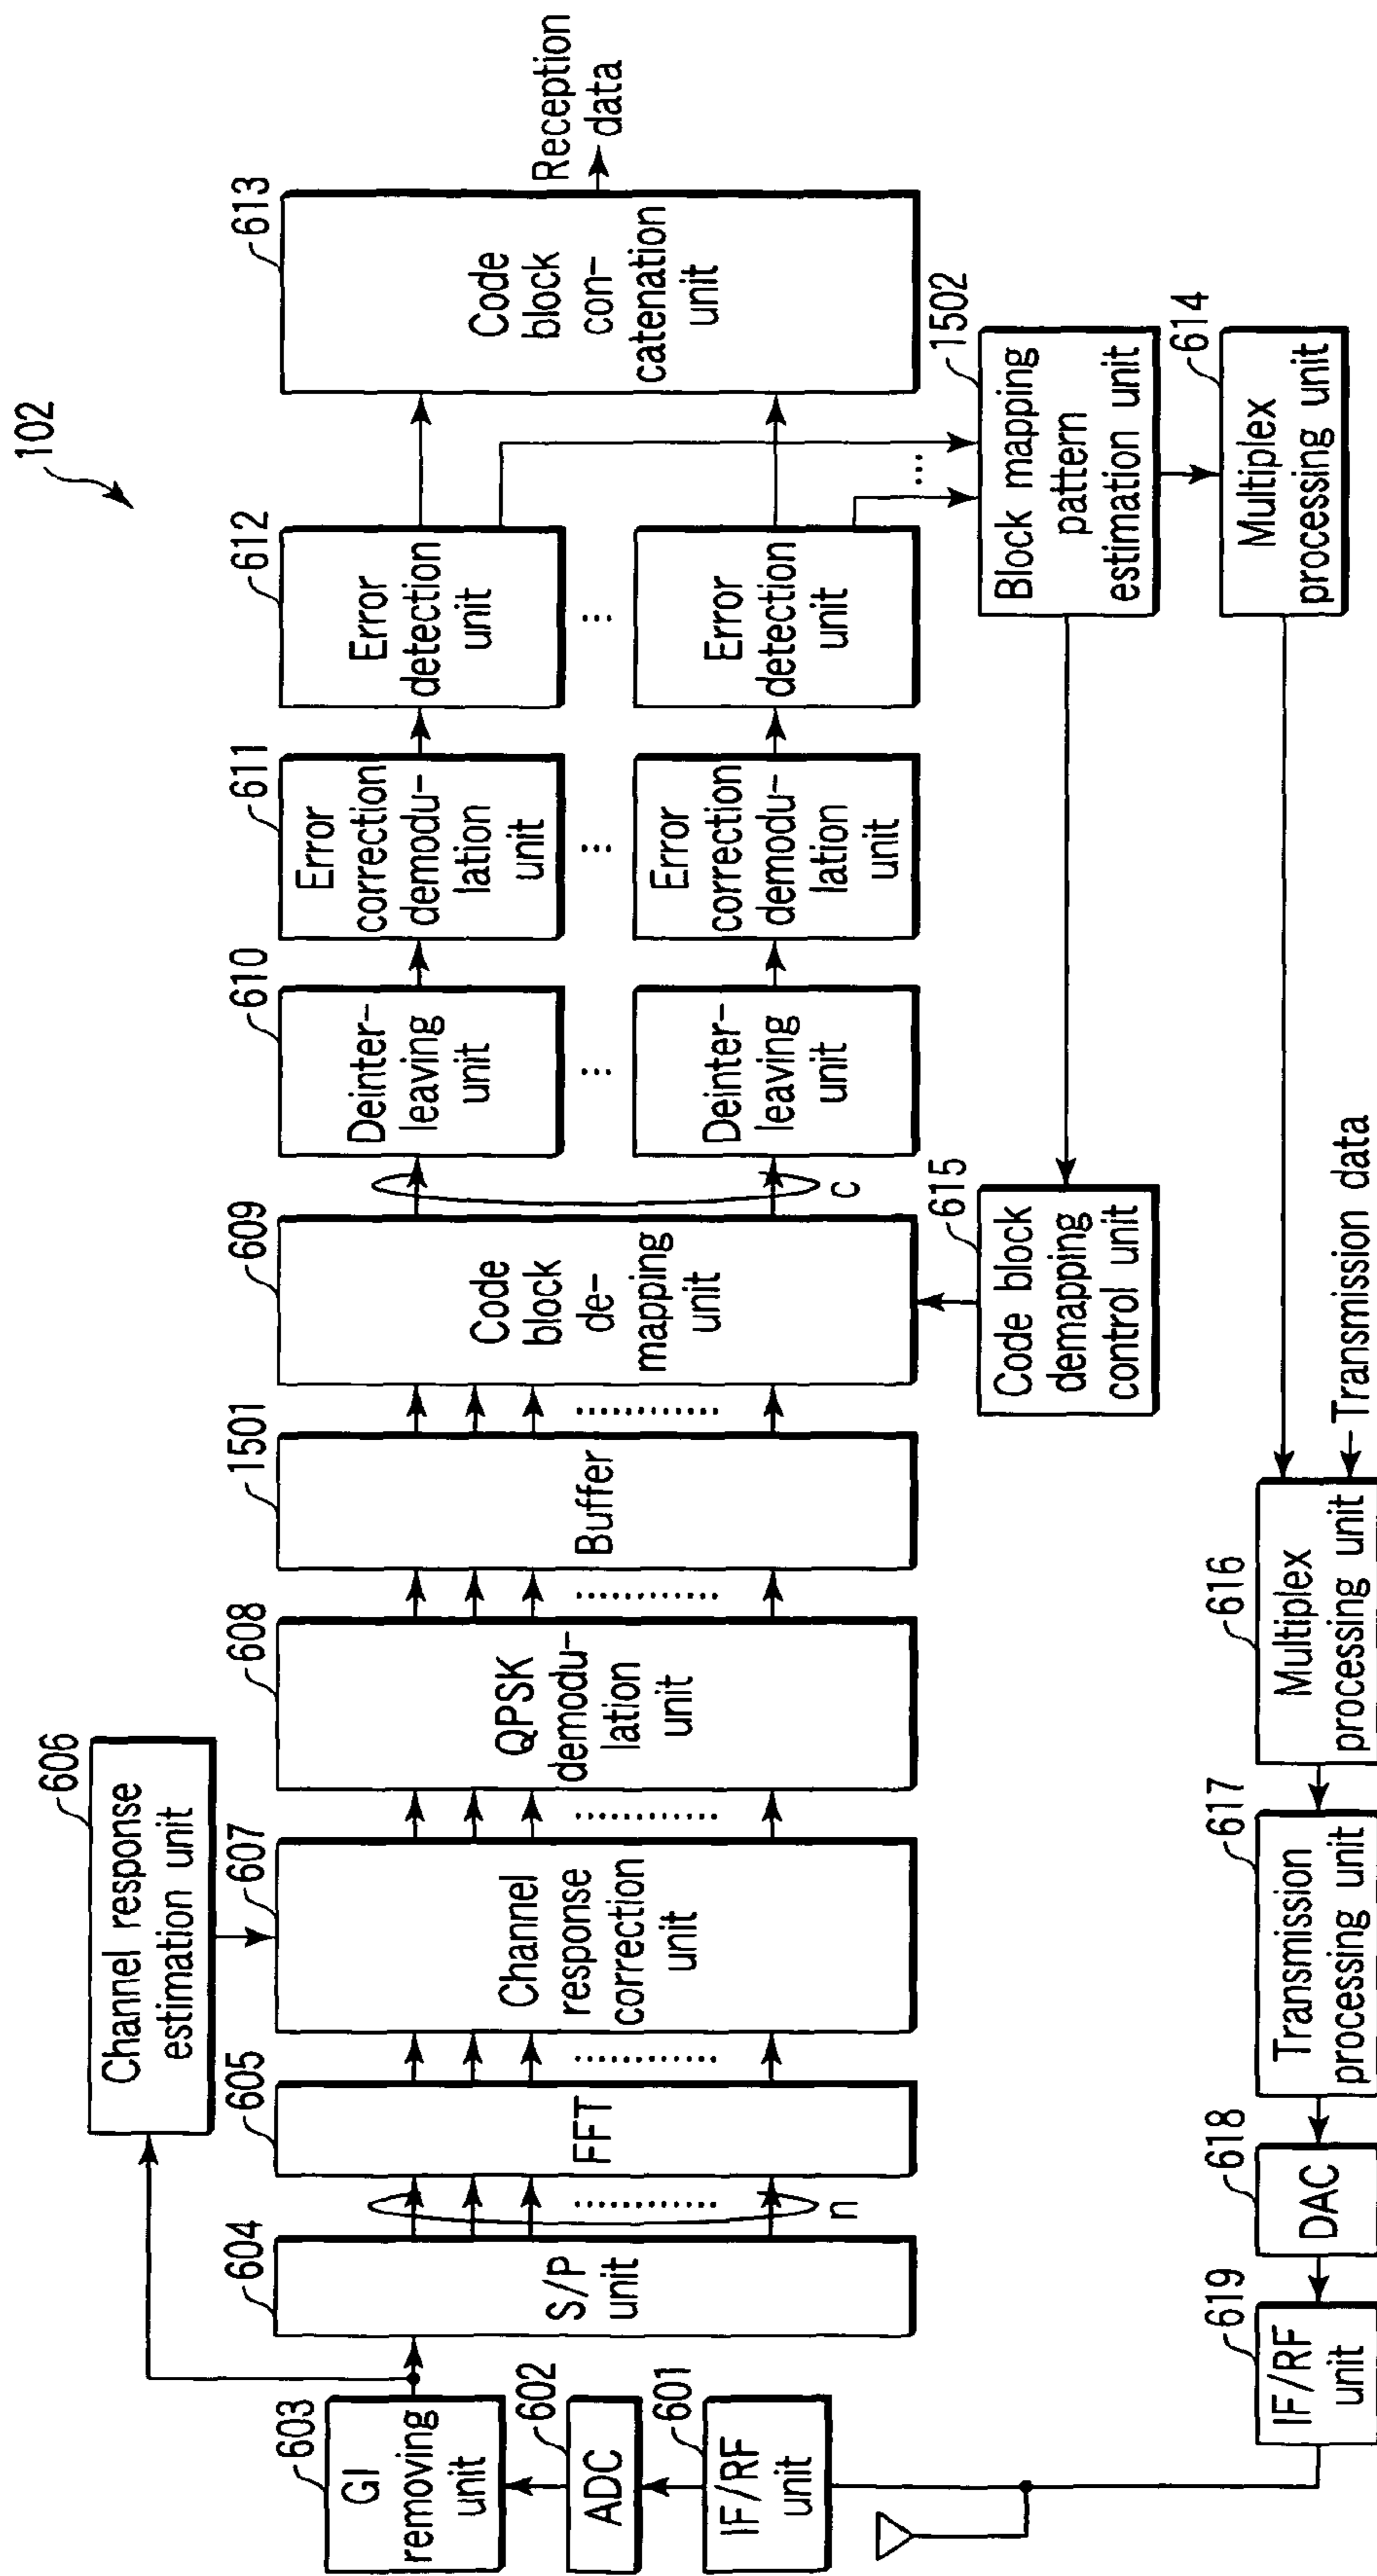 102
606
Channel response
estimation unit
603
GI
removing
unit
602
ADC
601
IF/RF
unit
604
S/P
unit
n
605
FFT
607
Channel
response
correction
unit
608
QPSK
demodu-
lation
unit
1501
Buffer
609
Code
block
de-
mapping
unit
c
610
Deinter-
leaving
unit
Deinter-
leaving
unit
611
Error
correction
demodu-
lation
unit
Error
correction
demodu-
lation
unit
612
Error
detection
unit
Error
detection
unit
613
Code
block
con-
catenation
unit
Reception
data
615
Code block
demapping
control unit
1502
Block mapping
pattern
estimation unit
614
Multiplex
processing unit
619
IF/RF
unit
618
DAC
617
Transmission
processing unit
616
Multiplex
processing unit
Transmission data